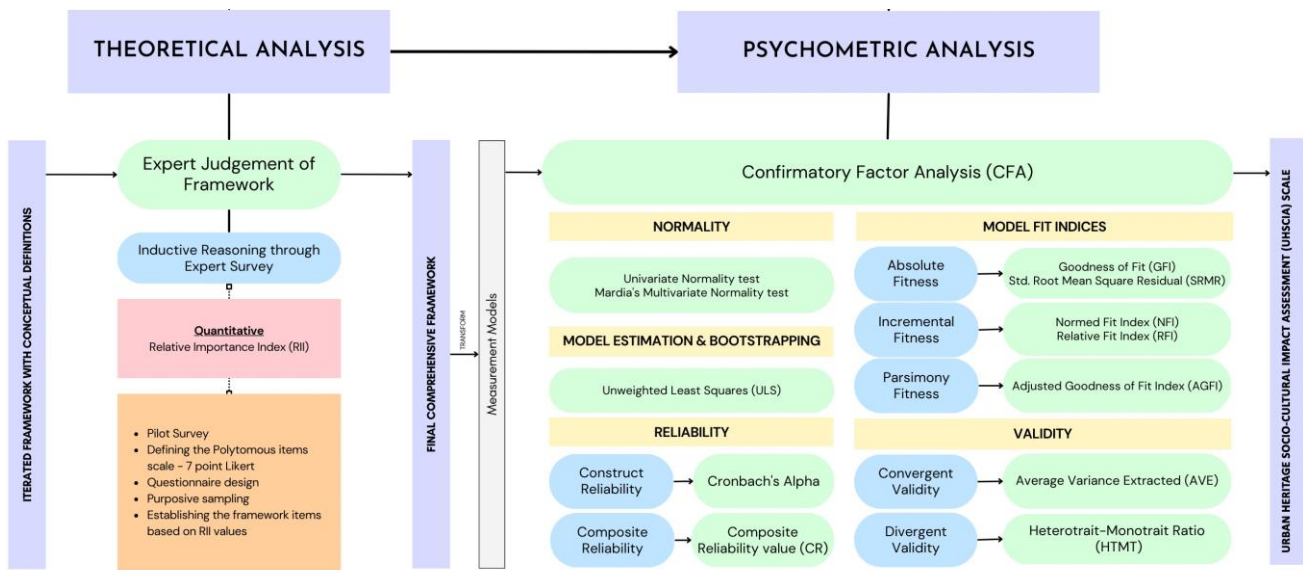 THEORETICAL ANALYSIS
PSYCHOMETRIC ANALYSIS
ITERATED FRAMEWORK WITH CONCEPTUAL DEFINITIONS
Expert Judgement of
Framework
Inductive Reasoning through
Expert Survey
Quantitative
Relative Importance Index (RII)
• Pilot Survey
• Defining the Polytomous items
scale - 7 point Likert
• Questionnaire design
• Purposive sampling
• Establishing the framework items
based on RII values
FINAL COMPREHENSIVE FRAMEWORK
TRANSFORM
Measurement Models
Confirmatory Factor Analysis (CFA)
NORMALITY
Univariate Normality test
Mardia's Multivariate Normality test
MODEL ESTIMATION & BOOTSTRAPPING
Unweighted Least Squares (ULS)
RELIABILITY
Construct
Reliability
Cronbach's Alpha
Composite
Reliability
Composite
Reliability value (CR)
MODEL FIT INDICES
Absolute
Fitness
Goodness of Fit (GFI)
Std. Root Mean Square Residual (SRMR)
Incremental
Fitness
Normed Fit Index (NFI)
Relative Fit Index (RFI)
Parsimony
Fitness
Adjusted Goodness of Fit Index (AGFI)
VALIDITY
Convergent
Validity
Average Variance Extracted (AVE)
Divergent
Validity
Heterotrait-Monotrait Ratio
(HTMT)
URBAN HERITAGE SOCIO-CULTURAL IMPACT ASSESSMENT (UHSCIA) SCALE